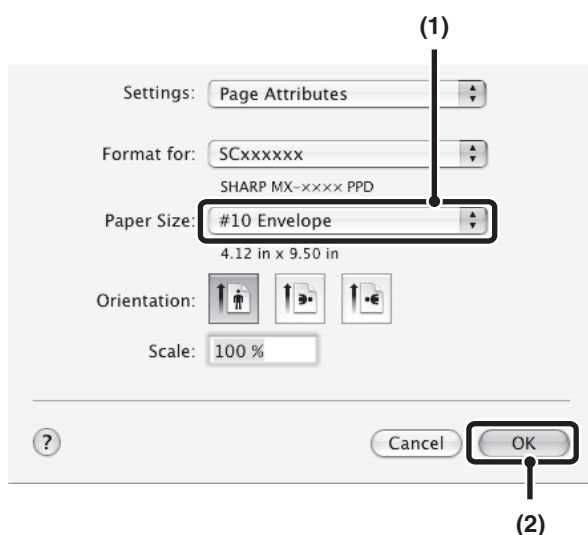 (1)
Settings: Page Attributes
Format for: SCxxxxxx
SHARP MX-×××× PPD
Paper Size: #10 Envelope
4.12 in x 9.50 in
Orientation:
Scale: 100 %
? Cancel OK
(2)